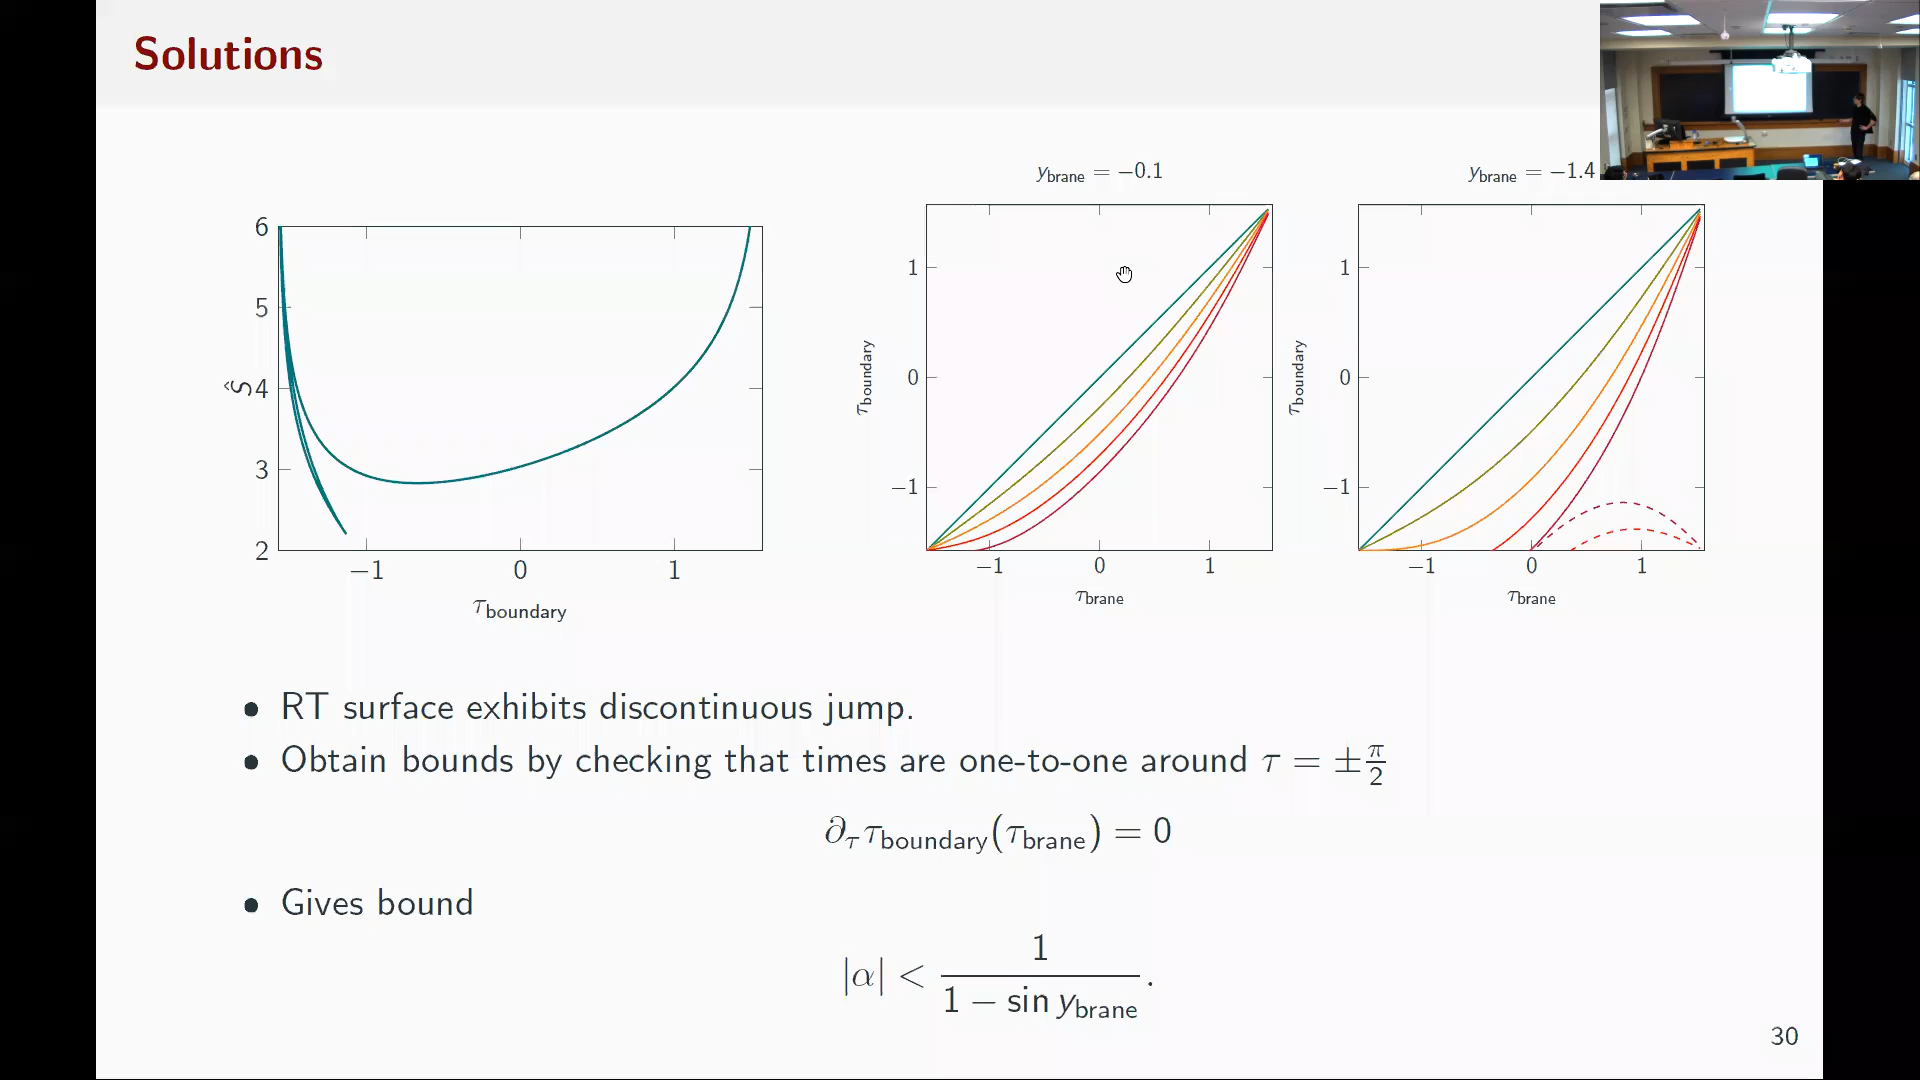 Solutions
y_brane = −0.1
y_brane = −1.4
6
5
4
3
2
Ŝ
−1
0
1
τ_boundary
1
0
−1
τ_boundary
−1
0
1
τ_brane
1
0
−1
τ_boundary
−1
0
1
τ_brane
• RT surface exhibits discontinuous jump.
• Obtain bounds by checking that times are one-to-one around τ = ±π/2
∂_τ τ_boundary(τ_brane) = 0
• Gives bound
|α| < 1/(1 − sin y_brane).
30